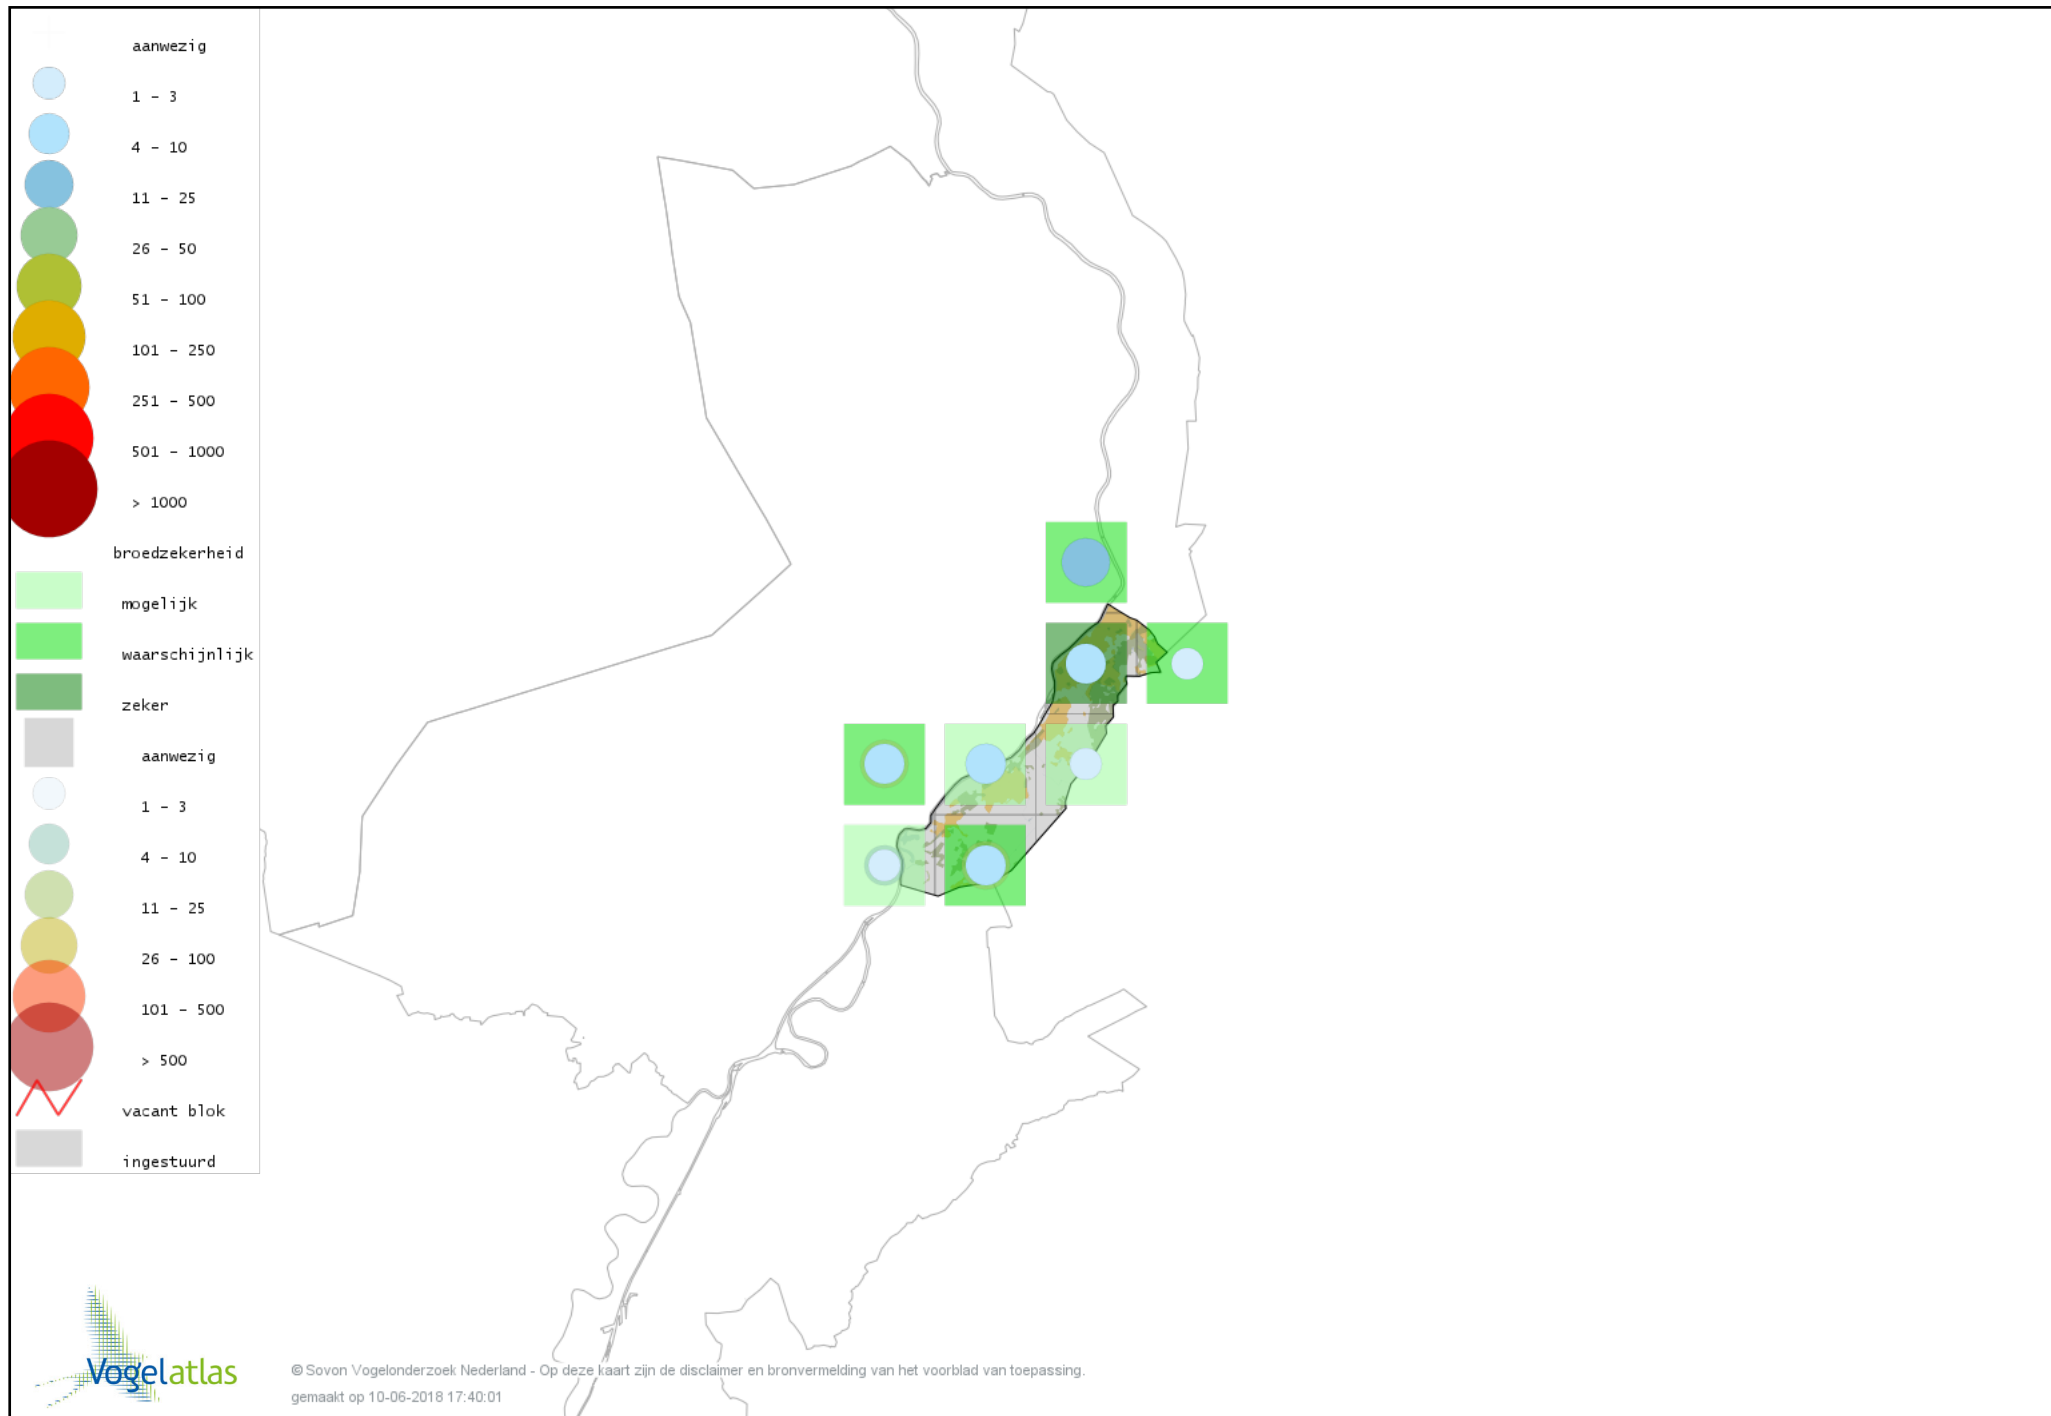 aanwezig
1 - 3
4 - 10
11 - 25
26 - 50
51 - 100
101 - 250
251 - 500
501 - 1000
> 1000
broedzekerheid
mogelijk
waarschijnlijk
zeker
aanwezig
1 - 3
4 - 10
11 - 25
26 - 100
101 - 500
> 500
vacant blok
ingestuurd
Vogelatlas
© Sovon Vogelonderzoek Nederland - Op deze kaart zijn de disclaimer en bronvermelding van het voorblad van toepassing.
gemaakt op 10-06-2018 17:40:01